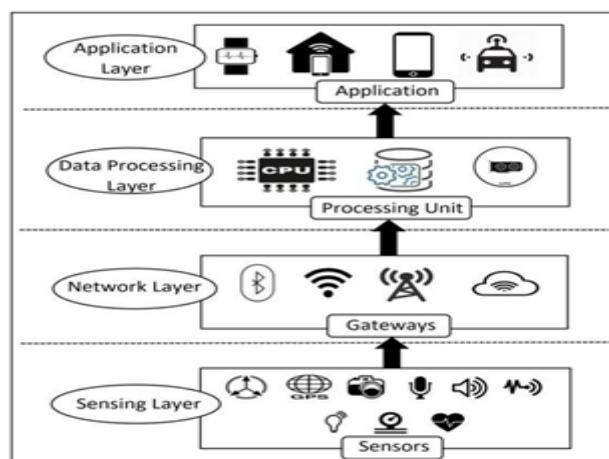 Application
Layer
Application
Data Processing
Layer
CPU
Processing Unit
Network Layer
Gateways
GPS
Sensing Layer
Sensors